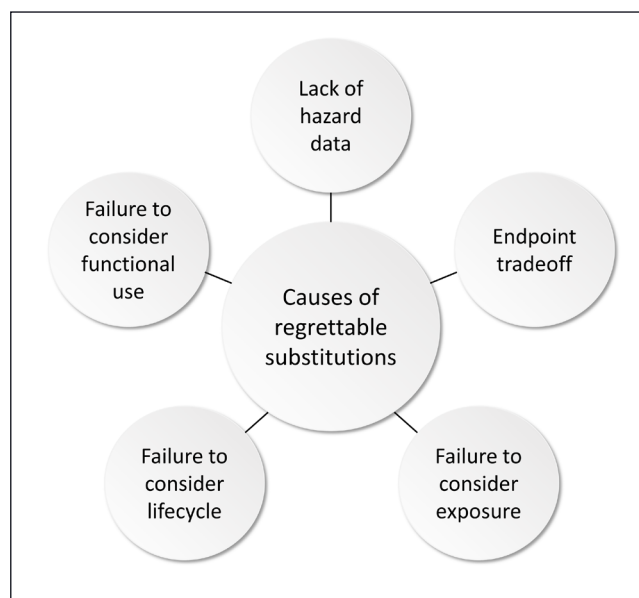 Lack of
hazard
data
Failure to
consider
functional
use
Endpoint
tradeoff
Causes of
regrettable
substitutions
Failure to
consider
lifecycle
Failure to
consider
exposure